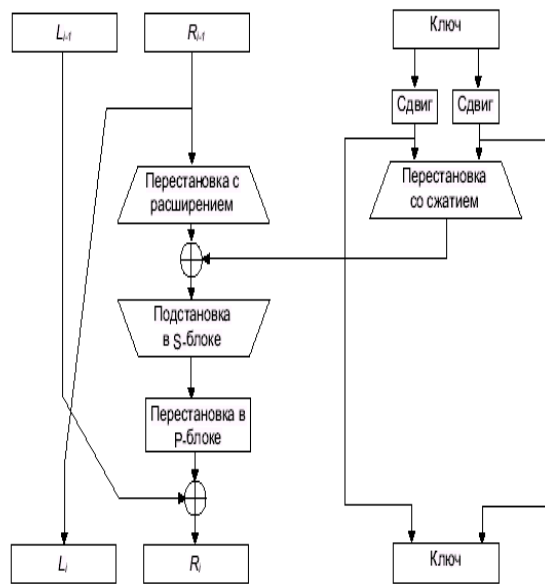 Lᵢ₋₁
Rᵢ₋₁
Ключ
Сдвиг
Сдвиг
Перестановка с
расширением
Перестановка
со сжатием
Подстановка
в S-блоке
Перестановка в
P-блоке
Lᵢ
Rᵢ
Ключ